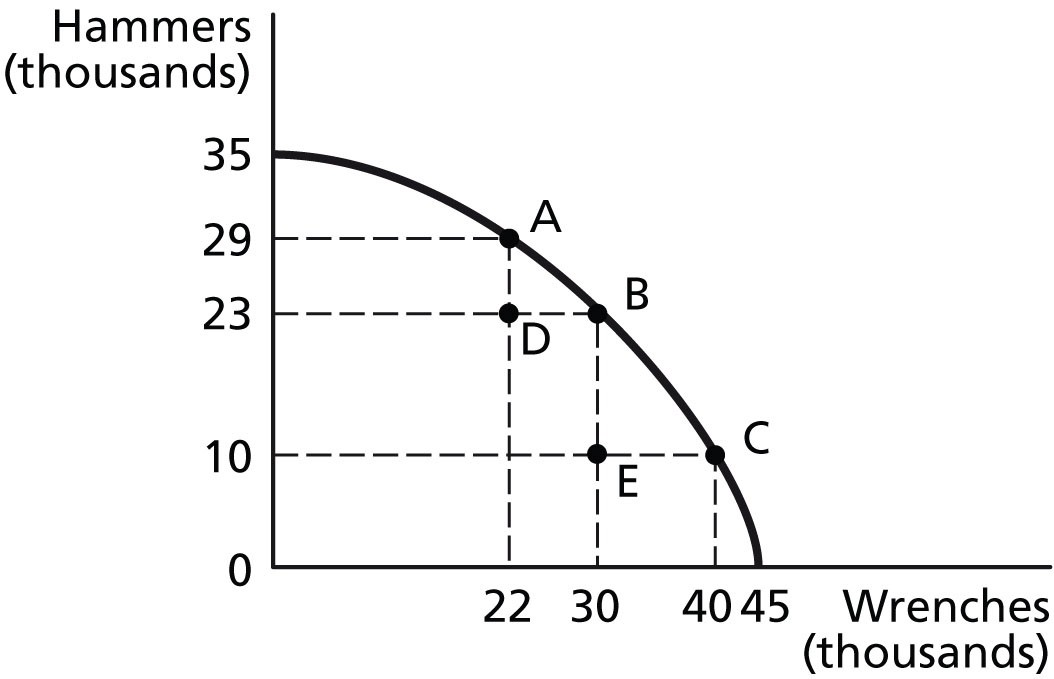 Hammers
(thousands)
35
A
29
B
23
D
C
10
E
0
22 30 40 45 Wrenches
(thousands)